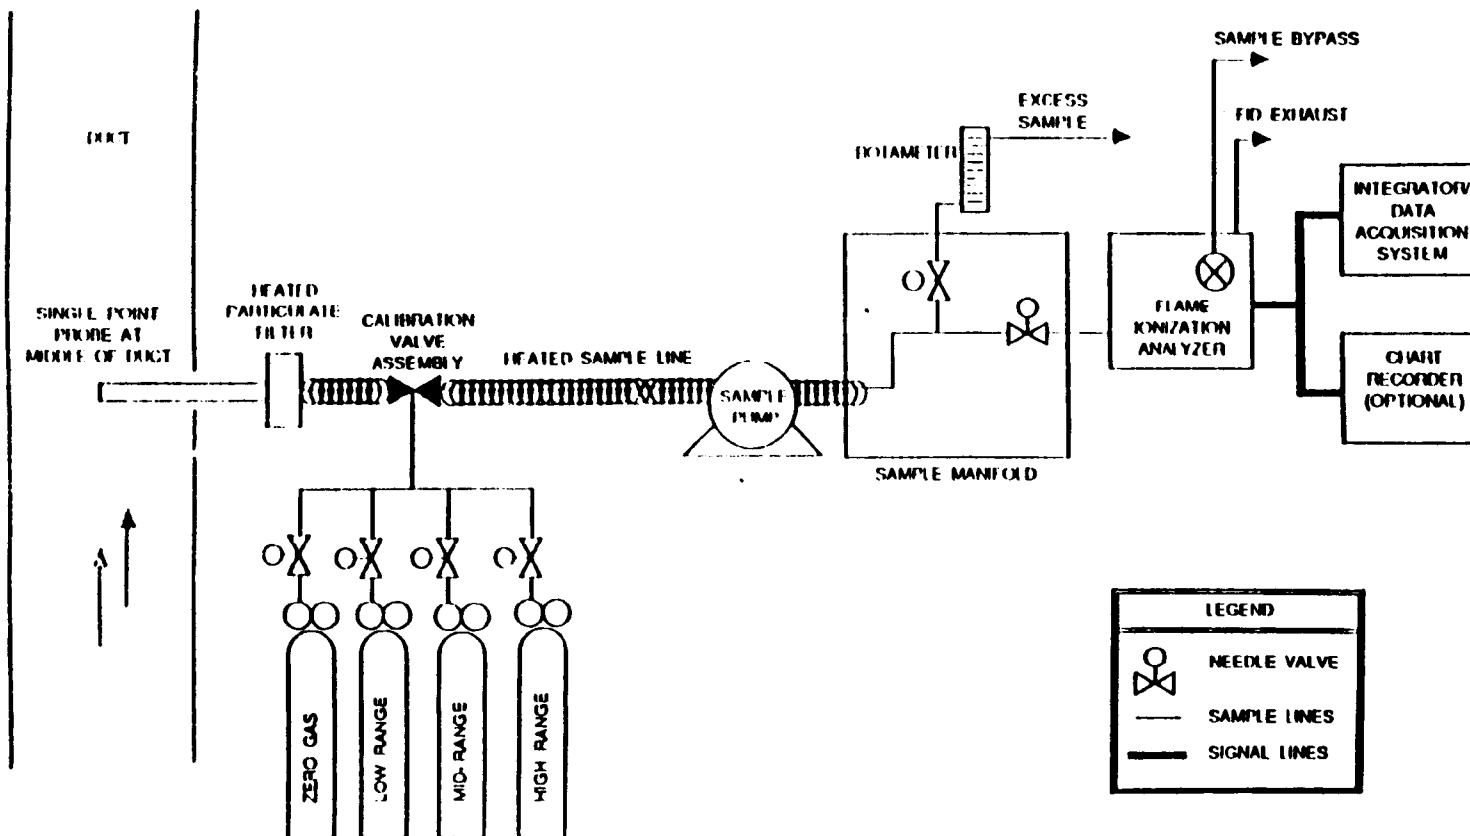 SAMPLE BYPASS
EXCESS
SAMPLE
FID EXHAUST
DUCT
ROTAMETER
INTEGRATOR/
DATA
ACQUISITION
SYSTEM
HEATED
PARTICULATE
FILTER
SINGLE POINT
PROBE AT
MIDDLE OF DUCT
CALIBRATION
VALVE
ASSEMBLY
HEATED SAMPLE LINE
FLAME
IONIZATION
ANALYZER
CHART
RECORDER
(OPTIONAL)
SAMPLE
PUMP
SAMPLE MANIFOLD
ZERO GAS
LOW RANGE
MID-RANGE
HIGH RANGE
LEGEND
NEEDLE VALVE
SAMPLE LINES
SIGNAL LINES